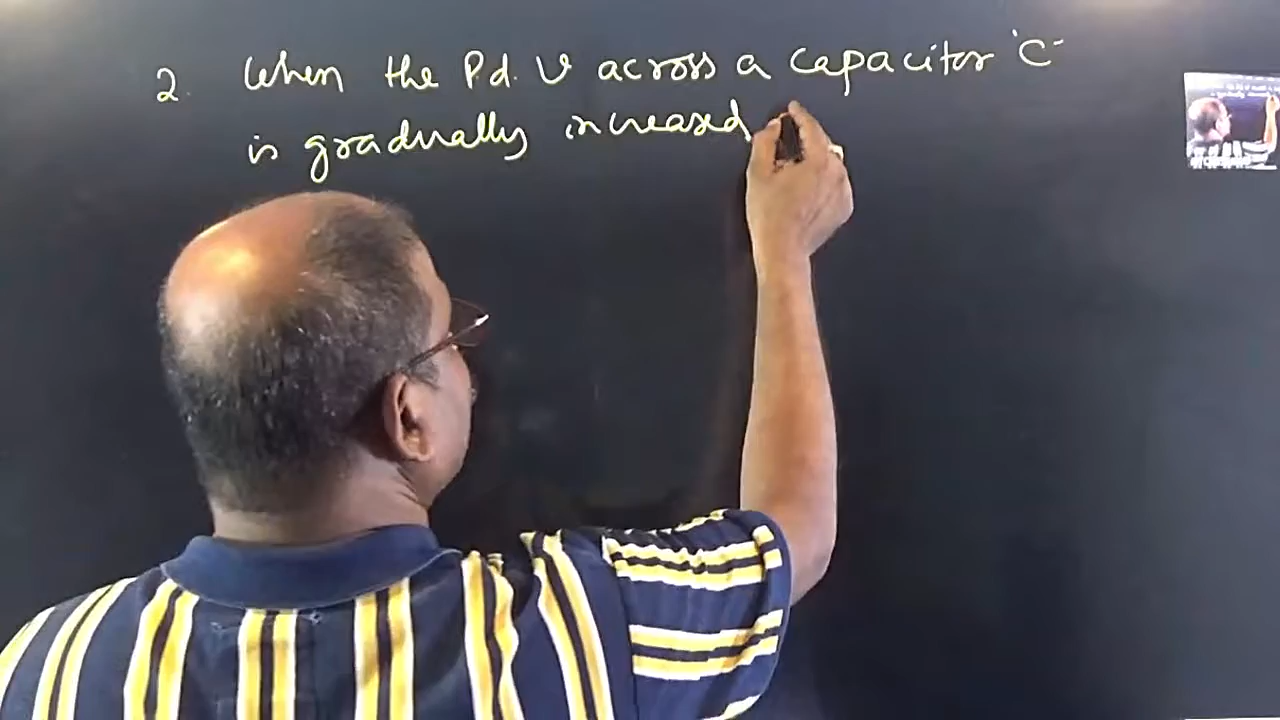 2. When the P.d. V across a capacitor 'C'
is gradually increased